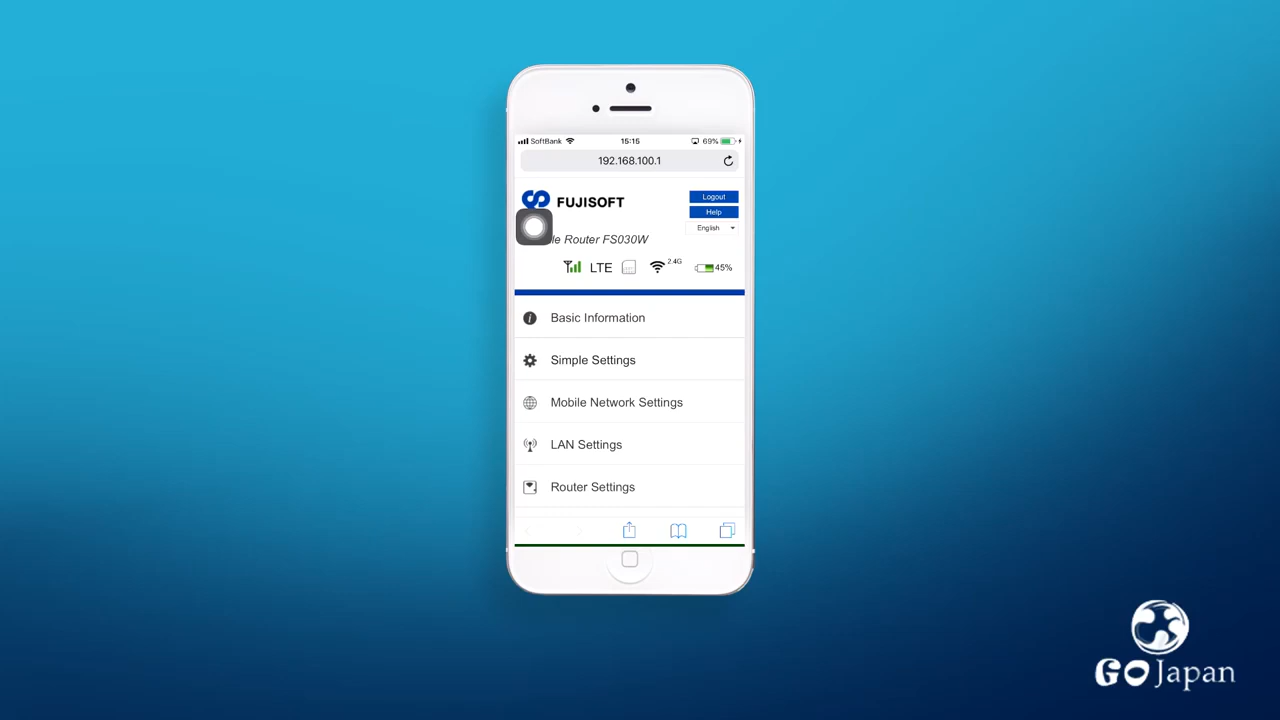 SoftBank 15:15 69%
192.168.100.1
FUJISOFT
Logout
Help
English
le Router FS030W
LTE 2.4G 45%
Basic Information
Simple Settings
Mobile Network Settings
LAN Settings
Router Settings
GO Japan